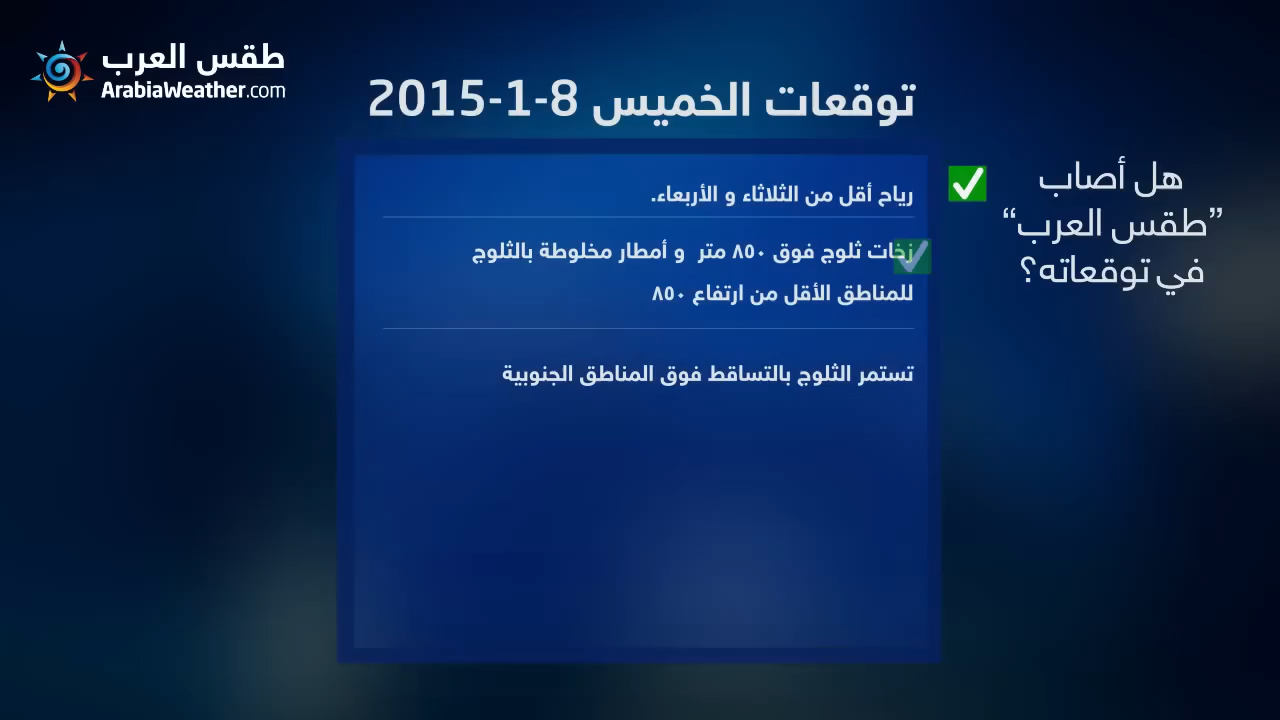 طقس العرب
ArabiaWeather.com
توقعات الخميس 8-1-2015
هل أصاب
”طقس العرب“
في توقعاته؟
رياح أقل من الثلاثاء و الأربعاء.
زخات ثلوج فوق ٨٥٠ متر و أمطار مخلوطة بالثلوج
للمناطق الأقل من ارتفاع ٨٥٠
تستمر الثلوج بالتساقط فوق المناطق الجنوبية